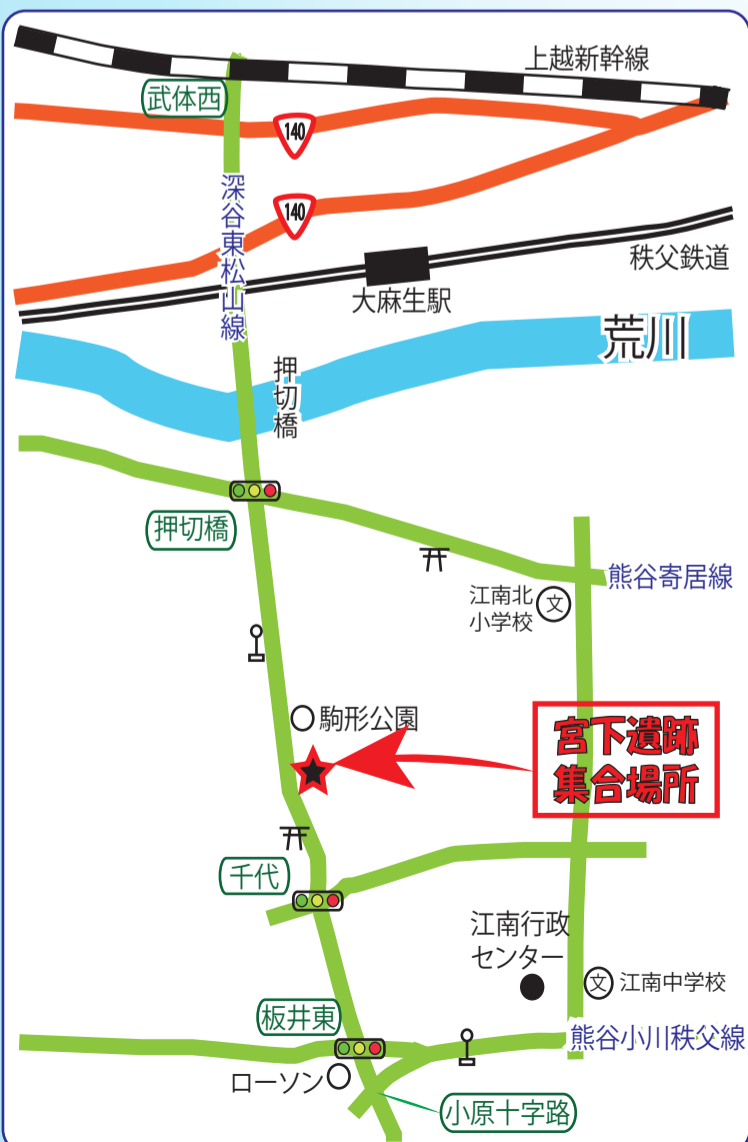 上越新幹線
武体西
140
140
深谷東松山線
秩父鉄道
大麻生駅
荒川
押切橋
押切橋
熊谷寄居線
江南北
小学校
文
駒形公園
宮下遺跡
集合場所
千代
江南行政
センター
文
江南中学校
板井東
熊谷小川秩父線
ローソン
小原十字路